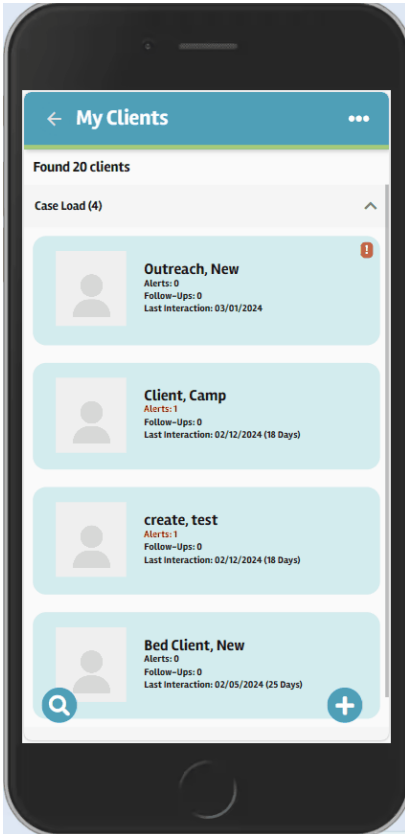 My Clients
Found 20 clients
Case Load (4)
!
Outreach, New
Alerts: 0
Follow-Ups: 0
Last Interaction: 03/01/2024
Client, Camp
Alerts: 1
Follow-Ups: 0
Last Interaction: 02/12/2024 (18 Days)
create, test
Alerts: 1
Follow-Ups: 0
Last Interaction: 02/12/2024 (18 Days)
Bed Client, New
Alerts: 0
Follow-Ups: 0
Last Interaction: 02/05/2024 (25 Days)